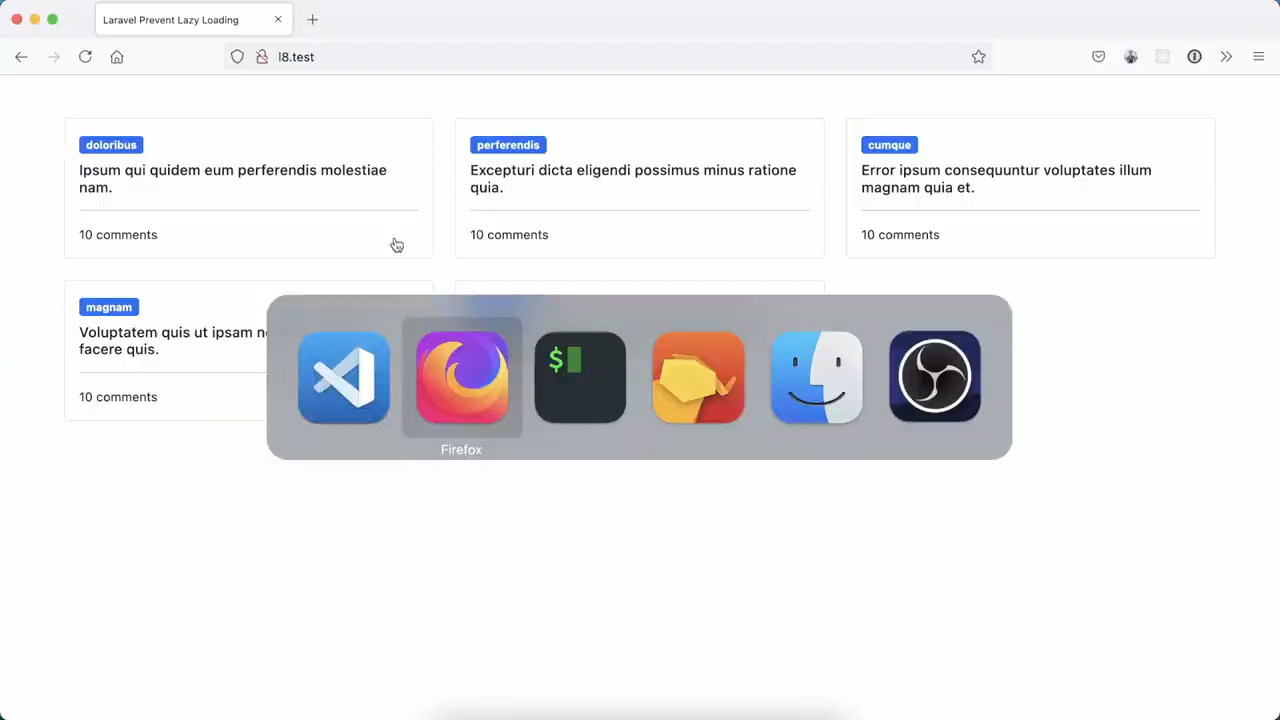 Laravel Prevent Lazy Loading
l8.test
doloribus
Ipsum qui quidem eum perferendis molestiae
nam.
10 comments
perferendis
Excepturi dicta eligendi possimus minus ratione
quia.
10 comments
cumque
Error ipsum consequuntur voluptates illum
magnam quia et.
10 comments
magnam
Voluptatem quis ut ipsam
facere quis.
10 comments
$
Firefox